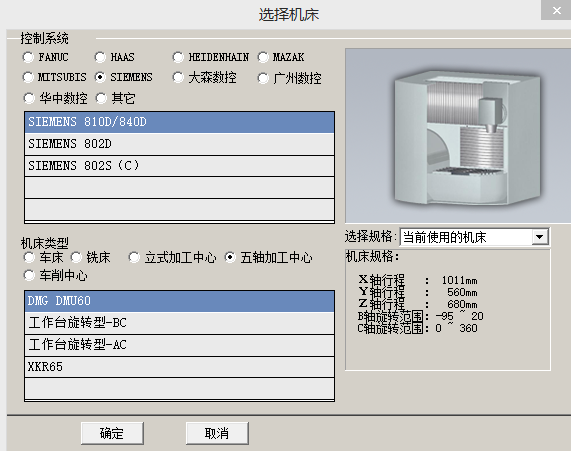 选择机床
控制系统
FANUC HAAS HEIDENHAIN MAZAK
MITSUBIS SIEMENS 大森数控 广州数控
华中数控 其它
SIEMENS 810D/840D
SIEMENS 802D
SIEMENS 802S(C)
机床类型
车床 铣床 立式加工中心 五轴加工中心
车削中心
DMG DMU60
工作台旋转型-BC
工作台旋转型-AC
XKR65
选择规格: 当前使用的机床
机床规格:
X轴行程 : 1011mm
Y轴行程 : 560mm
Z轴行程 : 680mm
B轴旋转范围: -95 ~ 20
C轴旋转范围: 0 ~ 360
确定 取消